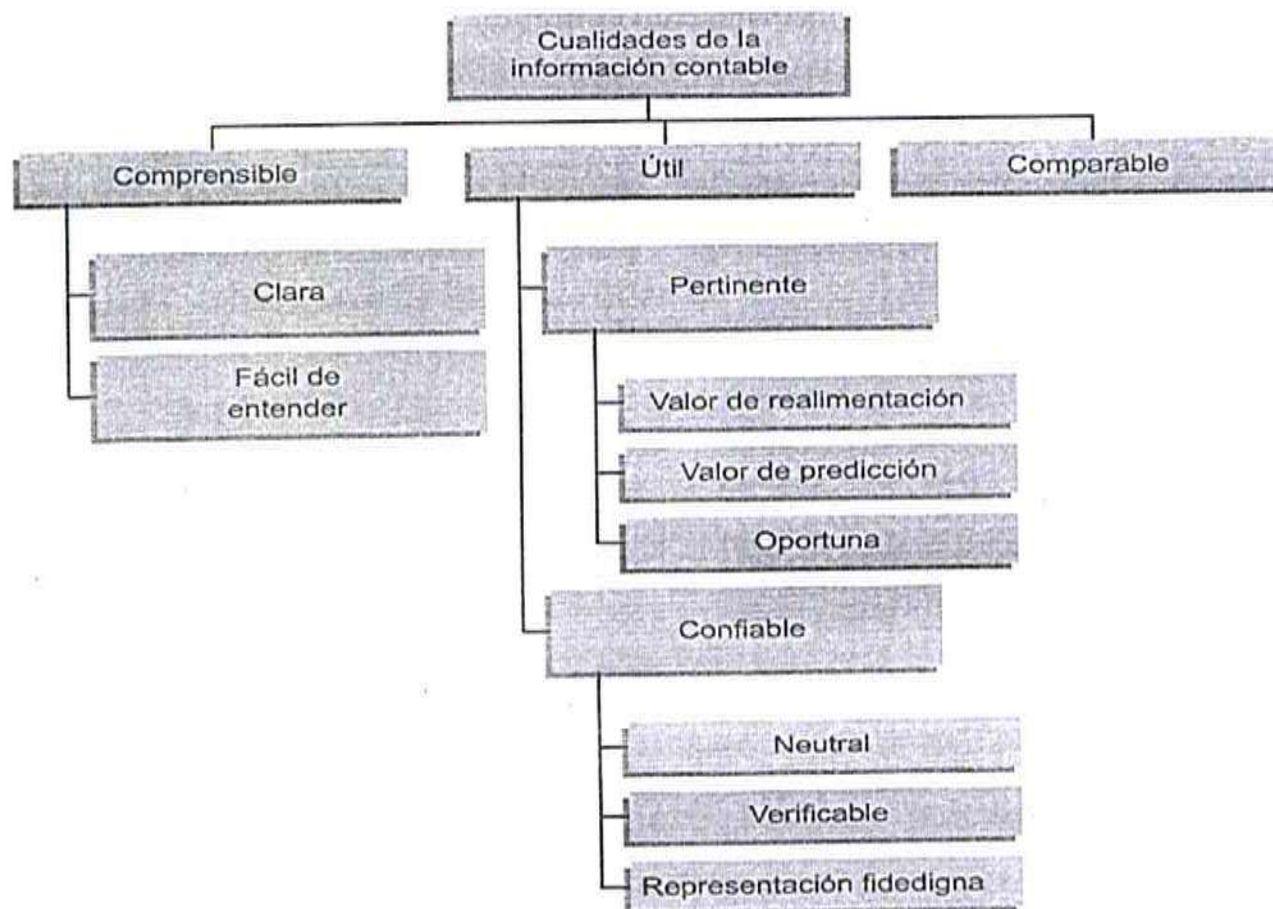 Cualidades de la
información contable
Comprensible
Útil
Comparable
Clara
Fácil de
entender
Pertinente
Valor de realimentación
Valor de predicción
Oportuna
Confiable
Neutral
Verificable
Representación fidedigna